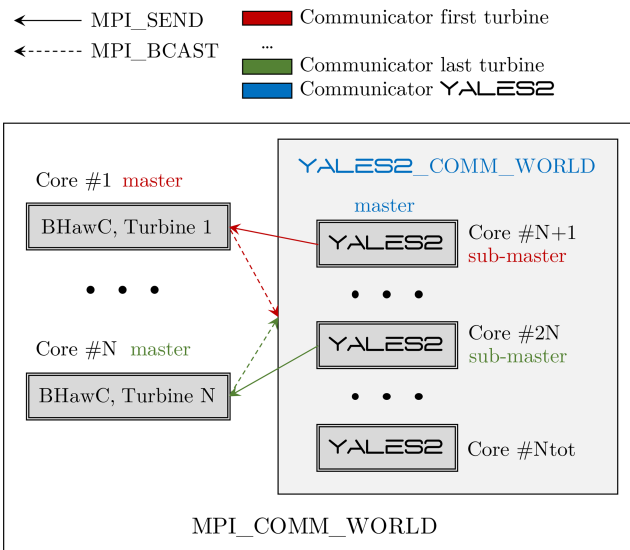 MPI_SEND
MPI_BCAST
Communicator first turbine
...
Communicator last turbine
Communicator YALES2
YALES2_COMM_WORLD
Core #1 master
BHawC, Turbine 1
master
YALES2
Core #N+1
sub-master
Core #N master
BHawC, Turbine N
YALES2
Core #2N
sub-master
YALES2
Core #Ntot
MPI_COMM_WORLD